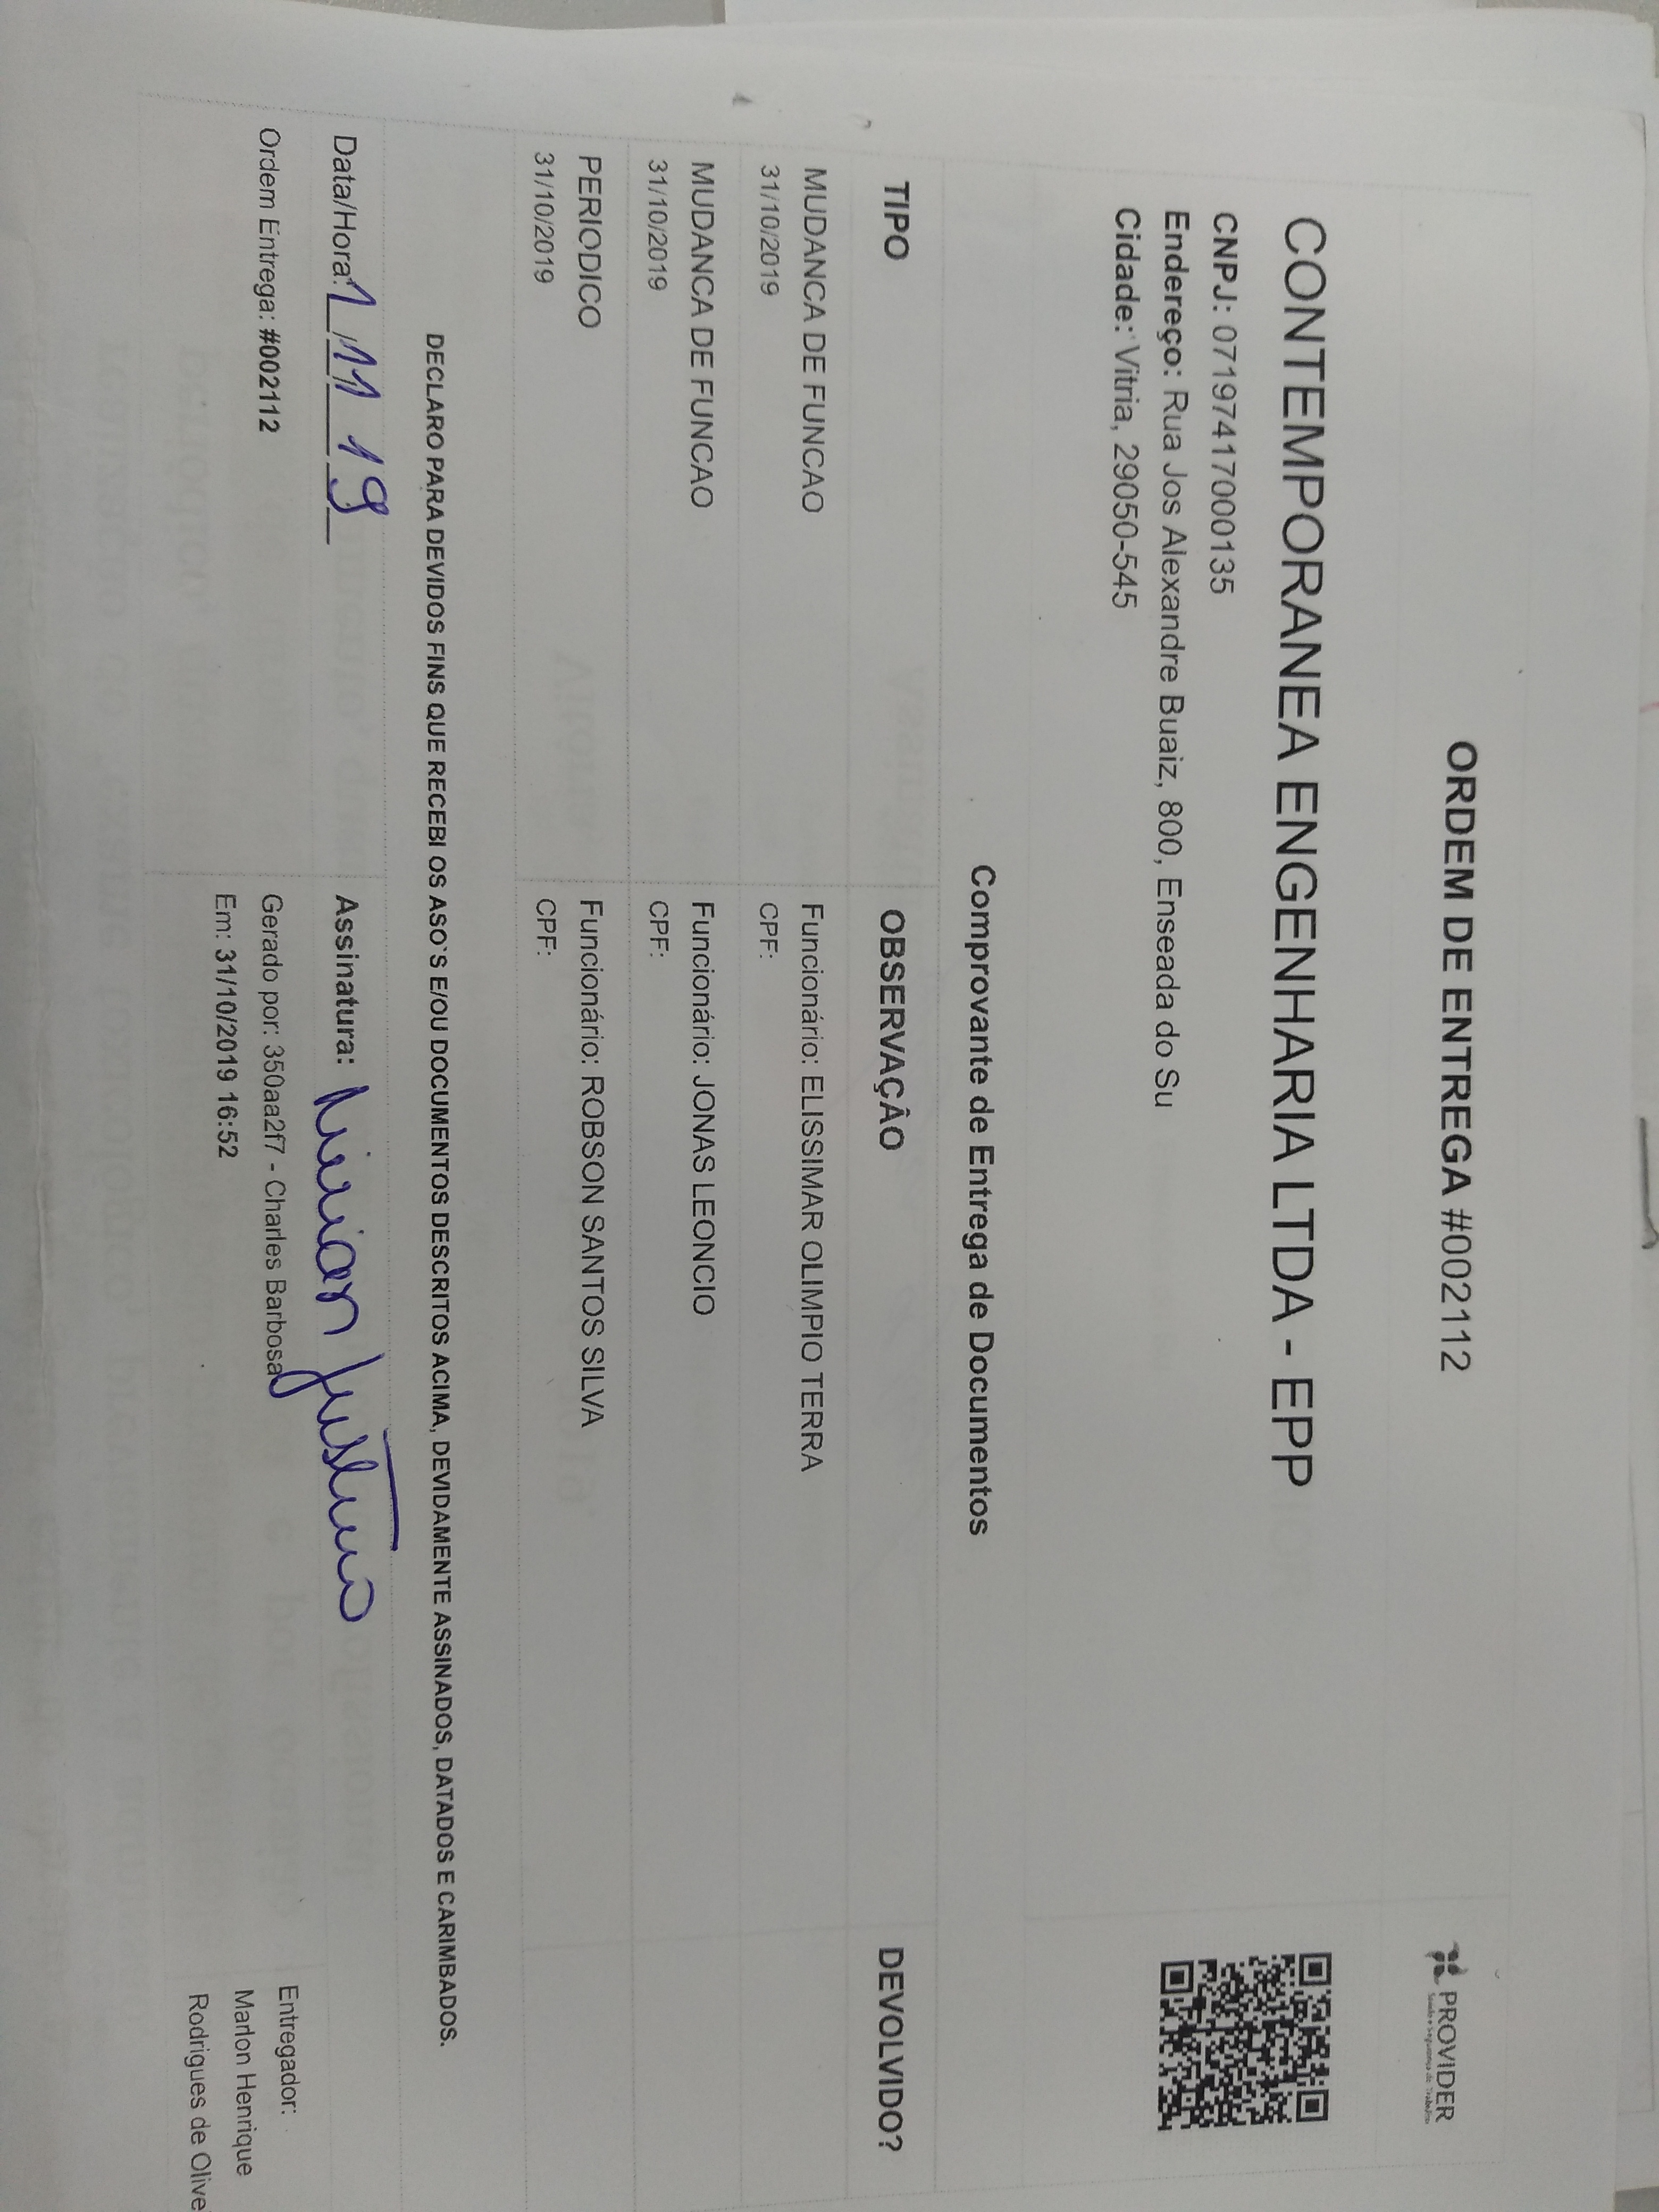 ORDEM DE ENTREGA #002112
PROVIDER
Saúde e Segurança do Trabalho
CONTEMPORANEA ENGENHARIA LTDA - EPP
CNPJ: 07197417000135
Endereço: Rua Jos Alexandre Buaiz, 800, Enseada do Su
Cidade: Vitria, 29050-545
Comprovante de Entrega de Documentos
TIPO OBSERVAÇÃO DEVOLVIDO?
MUDANCA DE FUNCAO Funcionário: ELISSIMAR OLIMPIO TERRA
31/10/2019 CPF:
MUDANCA DE FUNCAO Funcionário: JONAS LEONCIO
31/10/2019 CPF:
PERIODICO Funcionário: ROBSON SANTOS SILVA
31/10/2019 CPF:
DECLARO PARA DEVIDOS FINS QUE RECEBI OS ASO`S E/OU DOCUMENTOS DESCRITOS ACIMA, DEVIDAMENTE ASSINADOS, DATADOS E CARIMBADOS.
Data/Hora: 1 / 11 19 Assinatura: Justino
Ordem Entrega: #002112 Gerado por: 350aa2f7 - Charles Barbosa
Em: 31/10/2019 16:52
Entregador:
Marlon Henrique
Rodrigues de Olive